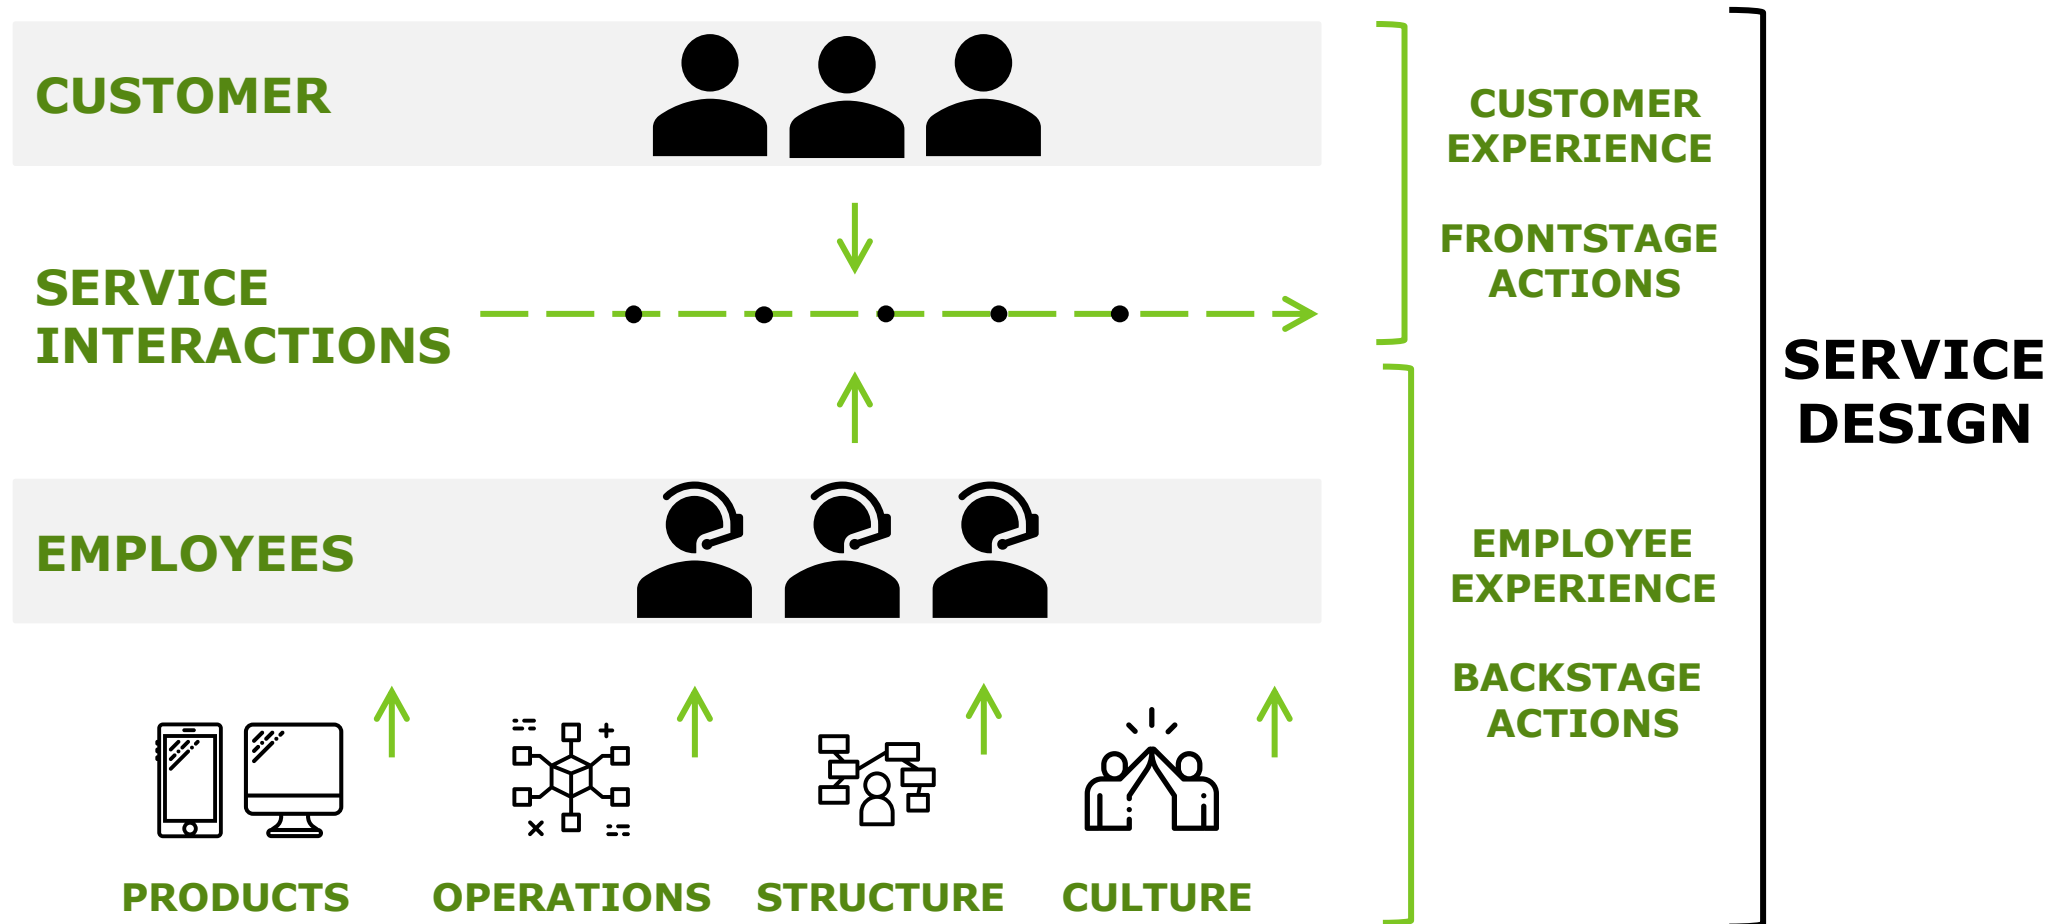 CUSTOMER
SERVICE
INTERACTIONS
EMPLOYEES
PRODUCTS
OPERATIONS
STRUCTURE
CULTURE
CUSTOMER
EXPERIENCE
FRONTSTAGE
ACTIONS
EMPLOYEE
EXPERIENCE
BACKSTAGE
ACTIONS
SERVICE
DESIGN